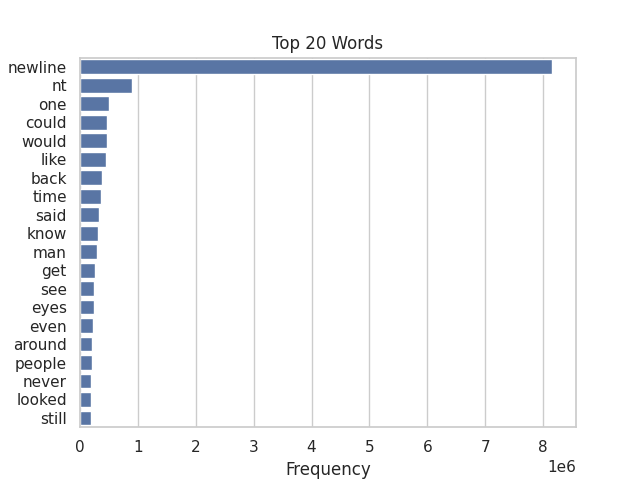 Top 20 Words
newline
nt
one
could
would
like
back
time
said
know
man
get
see
eyes
even
around
people
never
looked
still
0 1 2 3 4 5 6 7 8
1e6
Frequency